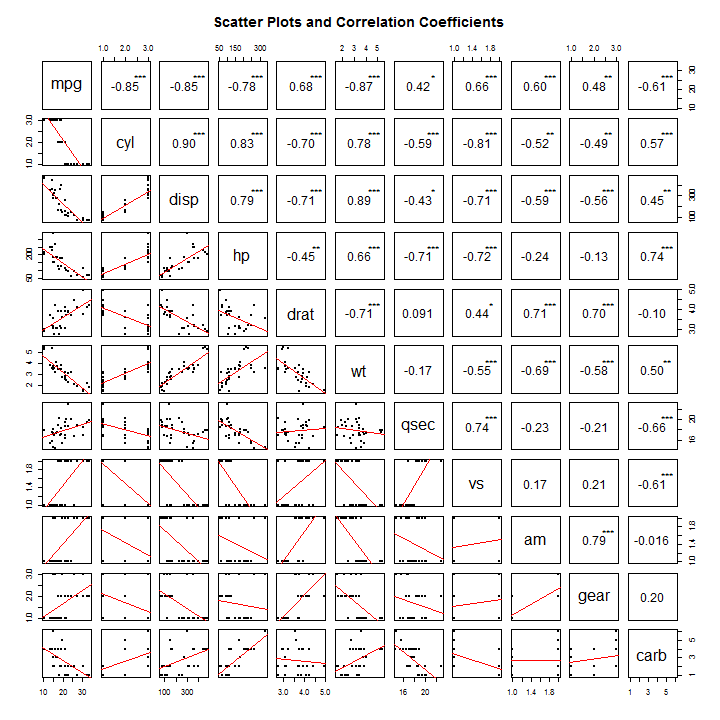 Scatter Plots and Correlation Coefficients
1.0 2.0 3.0 50 150 300 2 3 4 5 1.0 1.4 1.8 1.0 2.0 3.0
mpg -0.85*** -0.85*** -0.78*** 0.68*** -0.87*** 0.42* 0.66*** 0.60*** 0.48** -0.61*** 10 20 30
1.0 2.0 3.0 cyl 0.90*** 0.83*** -0.70*** 0.78*** -0.59*** -0.81*** -0.52** -0.49** 0.57***
disp 0.79*** -0.71*** 0.89*** -0.43* -0.71*** -0.59*** -0.56*** 0.45** 100 300
50 200 hp -0.45** 0.66*** -0.71*** -0.72*** -0.24 -0.13 0.74***
drat -0.71*** 0.091 0.44* 0.71*** 0.70*** -0.10 3.0 4.0 5.0
2 3 4 5 wt -0.17 -0.55*** -0.69*** -0.58*** 0.50**
qsec 0.74*** -0.23 -0.21 -0.66*** 16 20
1.0 1.4 1.8 vs 0.17 0.21 -0.61***
am 0.79*** -0.016 1.0 1.4 1.8
1.0 2.0 3.0 gear 0.20
carb 1 3 5
10 20 30 100 300 3.0 4.0 5.0 16 20 1.0 1.4 1.8 1 3 5